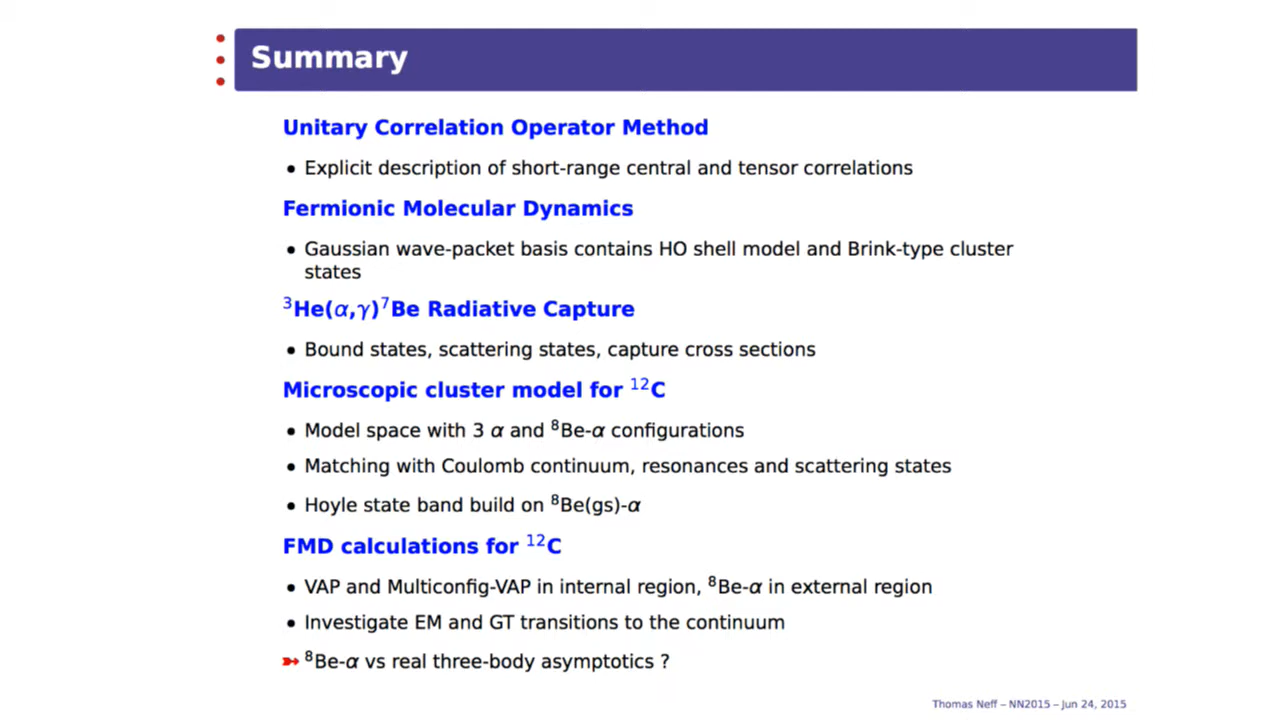 Summary
Unitary Correlation Operator Method
• Explicit description of short-range central and tensor correlations
Fermionic Molecular Dynamics
• Gaussian wave-packet basis contains HO shell model and Brink-type cluster
states
³He(α,γ)⁷Be Radiative Capture
• Bound states, scattering states, capture cross sections
Microscopic cluster model for ¹²C
• Model space with 3 α and ⁸Be-α configurations
• Matching with Coulomb continuum, resonances and scattering states
• Hoyle state band build on ⁸Be(gs)-α
FMD calculations for ¹²C
• VAP and Multiconfig-VAP in internal region, ⁸Be-α in external region
• Investigate EM and GT transitions to the continuum
➳ ⁸Be-α vs real three-body asymptotics ?
Thomas Neff – NN2015 – Jun 24, 2015